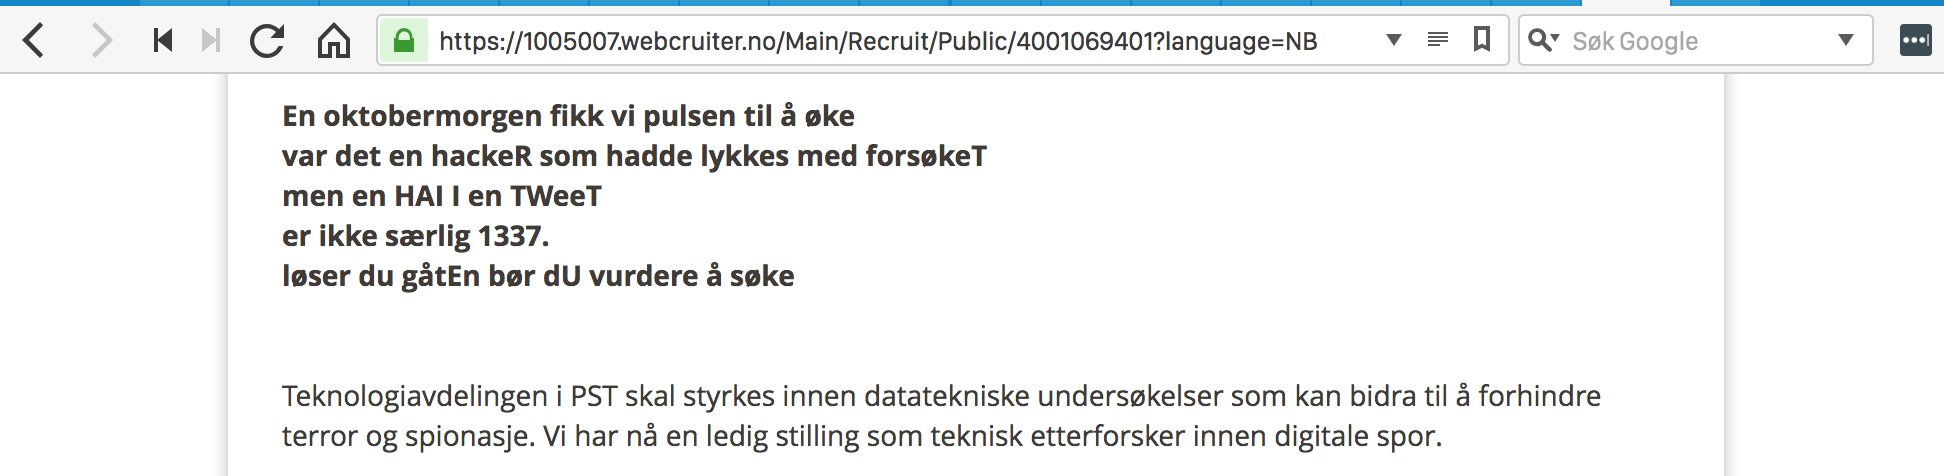 https://1005007.webcruiter.no/Main/Recruit/Public/4001069401?language=NB
Søk Google
En oktobermorgen fikk vi pulsen til å øke
var det en hackeR som hadde lykkes med forsøkeT
men en HAI I en TWeeT
er ikke særlig 1337.
løser du gåtEn bør dU vurdere å søke
Teknologiavdelingen i PST skal styrkes innen datatekniske undersøkelser som kan bidra til å forhindre
terror og spionasje. Vi har nå en ledig stilling som teknisk etterforsker innen digitale spor.